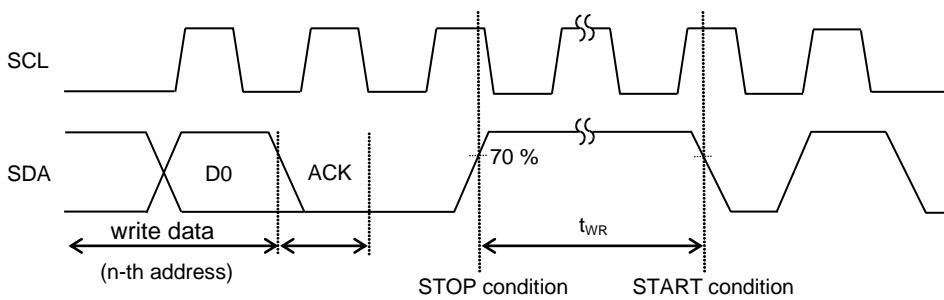 SCL
SDA
D0
ACK
70 %
write data
(n-th address)
tWR
STOP condition
START condition